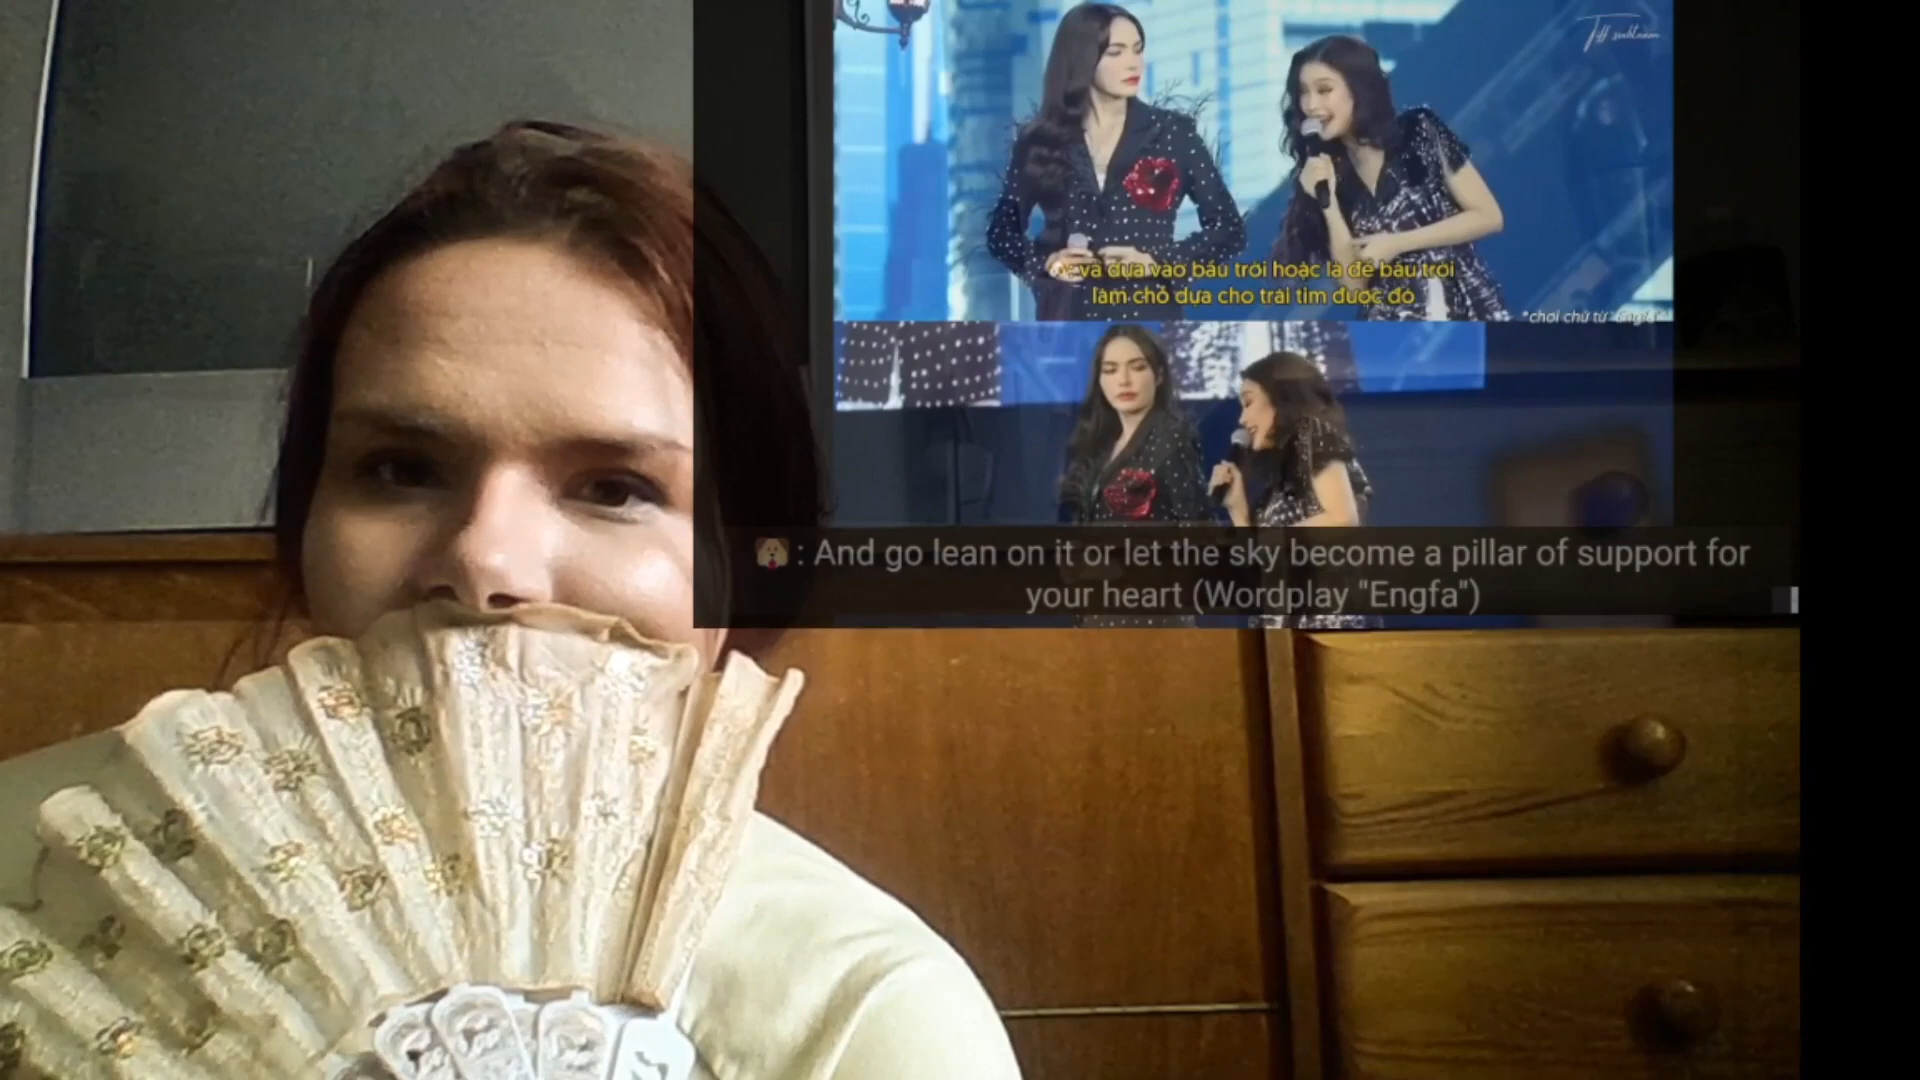 và dựa vào bầu trời hoặc là để bầu trời
làm chỗ dựa cho trái tim được đó
*chơi chữ từ
: And go lean on it or let the sky become a pillar of support for
your heart (Wordplay "Engfa")